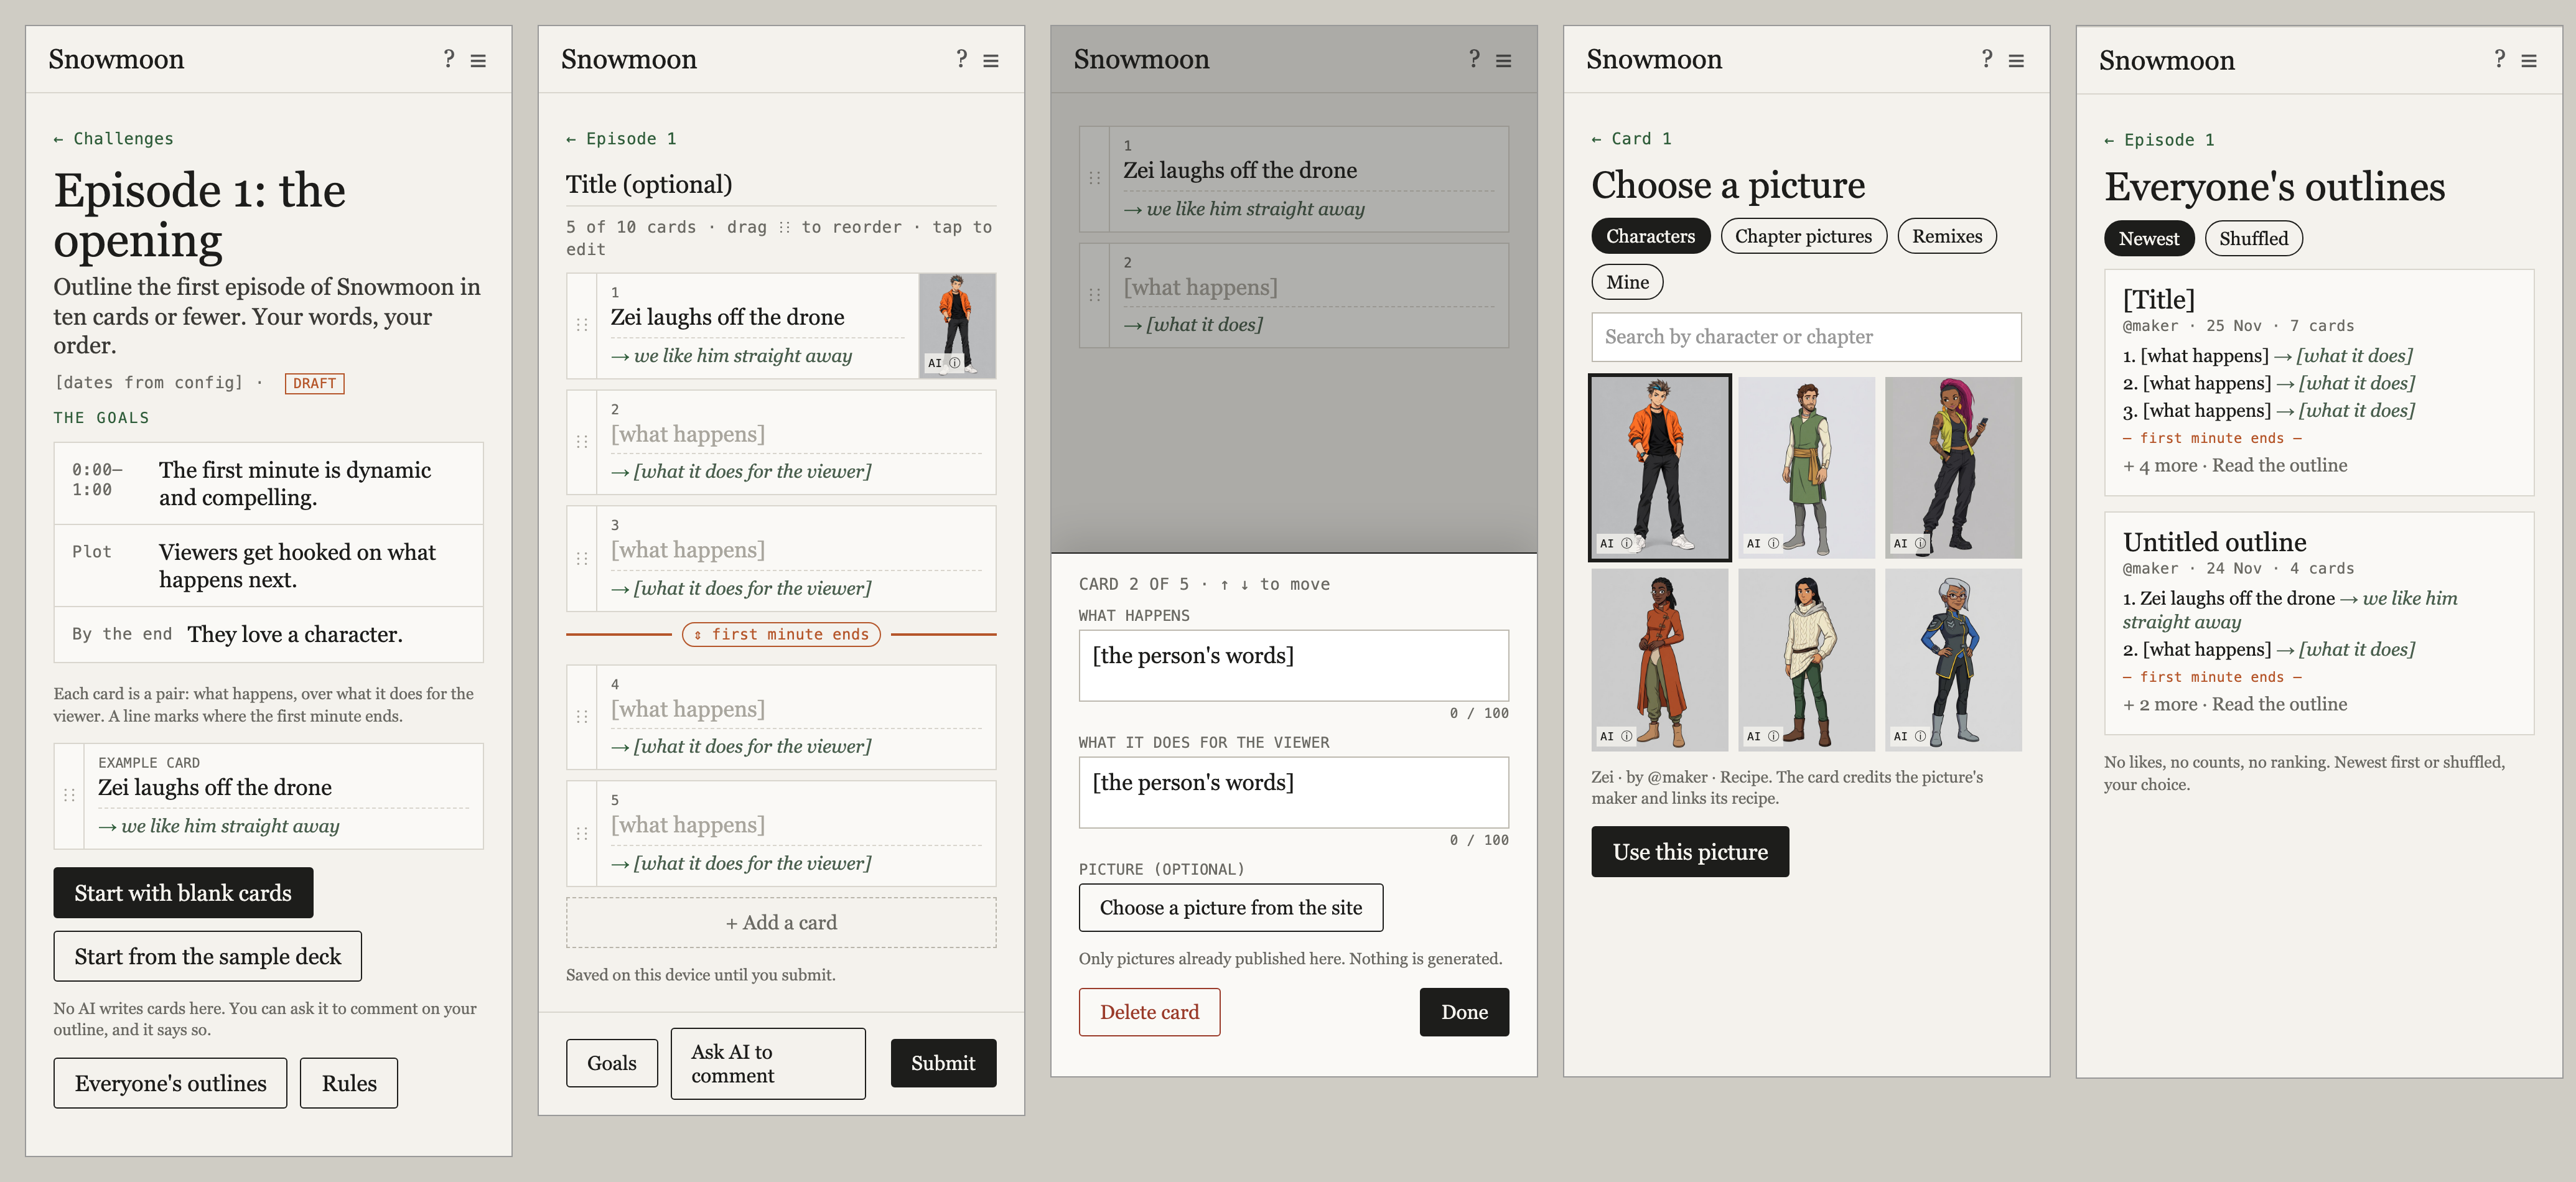 Snowmoon ? ≡
← Challenges
Episode 1: the
opening
Outline the first episode of Snowmoon in
ten cards or fewer. Your words, your
order.
[dates from config] · DRAFT
THE GOALS
0:00–
1:00
The first minute is dynamic
and compelling.
Plot
Viewers get hooked on what
happens next.
By the end They love a character.
Each card is a pair: what happens, over what it does for the
viewer. A line marks where the first minute ends.
EXAMPLE CARD
Zei laughs off the drone
→ we like him straight away
Start with blank cards
Start from the sample deck
No AI writes cards here. You can ask it to comment on your
outline, and it says so.
Everyone's outlines
Rules
Snowmoon ? ≡
← Episode 1
Title (optional)
5 of 10 cards · drag ⠿ to reorder · tap to
edit
1
Zei laughs off the drone
→ we like him straight away
AI ⓘ
2
[what happens]
→ [what it does for the viewer]
3
[what happens]
→ [what it does for the viewer]
⇕ first minute ends
4
[what happens]
→ [what it does for the viewer]
5
[what happens]
→ [what it does for the viewer]
+ Add a card
Saved on this device until you submit.
Goals
Ask AI to
comment
Submit
Snowmoon ? ≡
1
Zei laughs off the drone
→ we like him straight away
2
[what happens]
→ [what it does]
CARD 2 OF 5 · ↑ ↓ to move
WHAT HAPPENS
[the person's words]
0 / 100
WHAT IT DOES FOR THE VIEWER
[the person's words]
0 / 100
PICTURE (OPTIONAL)
Choose a picture from the site
Only pictures already published here. Nothing is generated.
Delete card
Done
Snowmoon ? ≡
← Card 1
Choose a picture
Characters
Chapter pictures
Remixes
Mine
Search by character or chapter
AI ⓘ
AI ⓘ
AI ⓘ
AI ⓘ
AI ⓘ
AI ⓘ
Zei · by @maker · Recipe. The card credits the picture's
maker and links its recipe.
Use this picture
Snowmoon ? ≡
← Episode 1
Everyone's outlines
Newest
Shuffled
[Title]
@maker · 25 Nov · 7 cards
1. [what happens] → [what it does]
2. [what happens] → [what it does]
3. [what happens] → [what it does]
— first minute ends —
+ 4 more · Read the outline
Untitled outline
@maker · 24 Nov · 4 cards
1. Zei laughs off the drone → we like him
straight away
2. [what happens] → [what it does]
— first minute ends —
+ 2 more · Read the outline
No likes, no counts, no ranking. Newest first or shuffled,
your choice.